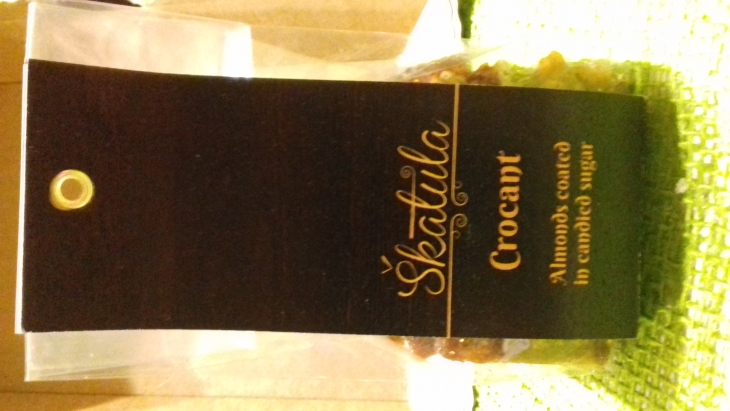 Škatula
Crocant
Almonds coated
in candied sugar